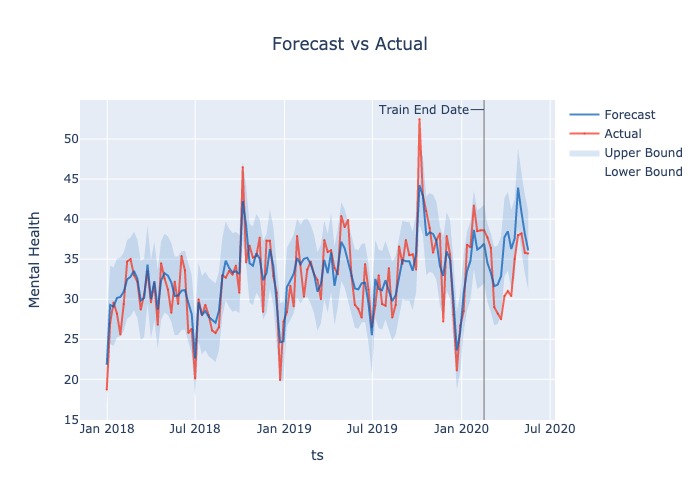 Forecast vs Actual
Train End Date
Forecast
Actual
Upper Bound
Lower Bound
50
45
40
35
30
25
20
15
Mental Health
Jan 2018
Jul 2018
Jan 2019
Jul 2019
Jan 2020
Jul 2020
ts